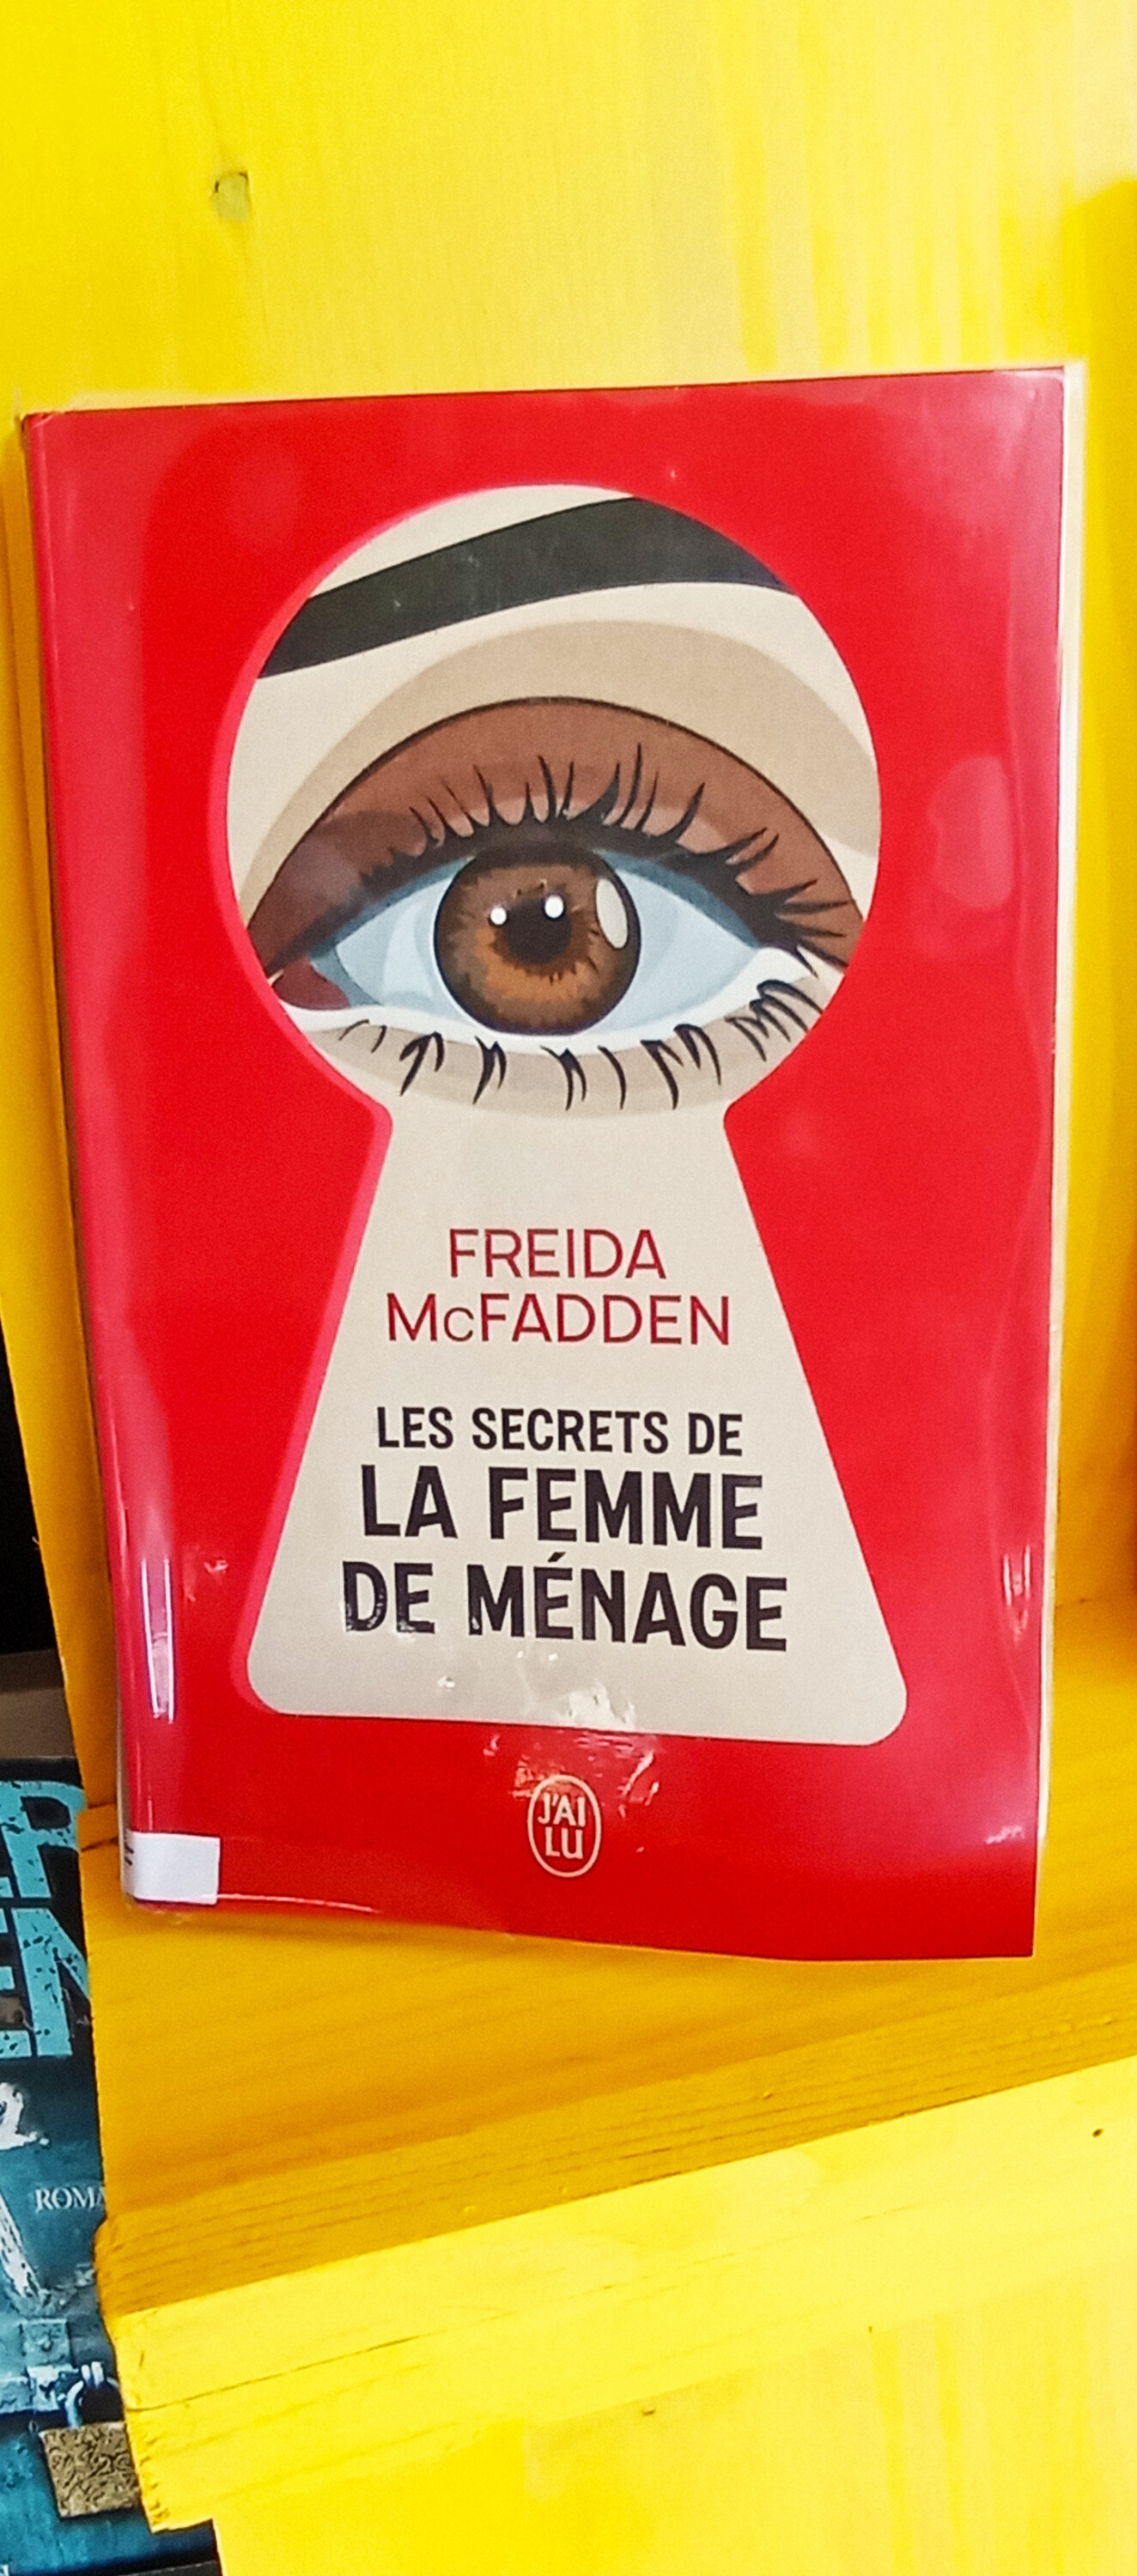 FREIDA
McFADDEN
LES SECRETS DE
LA FEMME
DE MÉNAGE
J'AI
LU